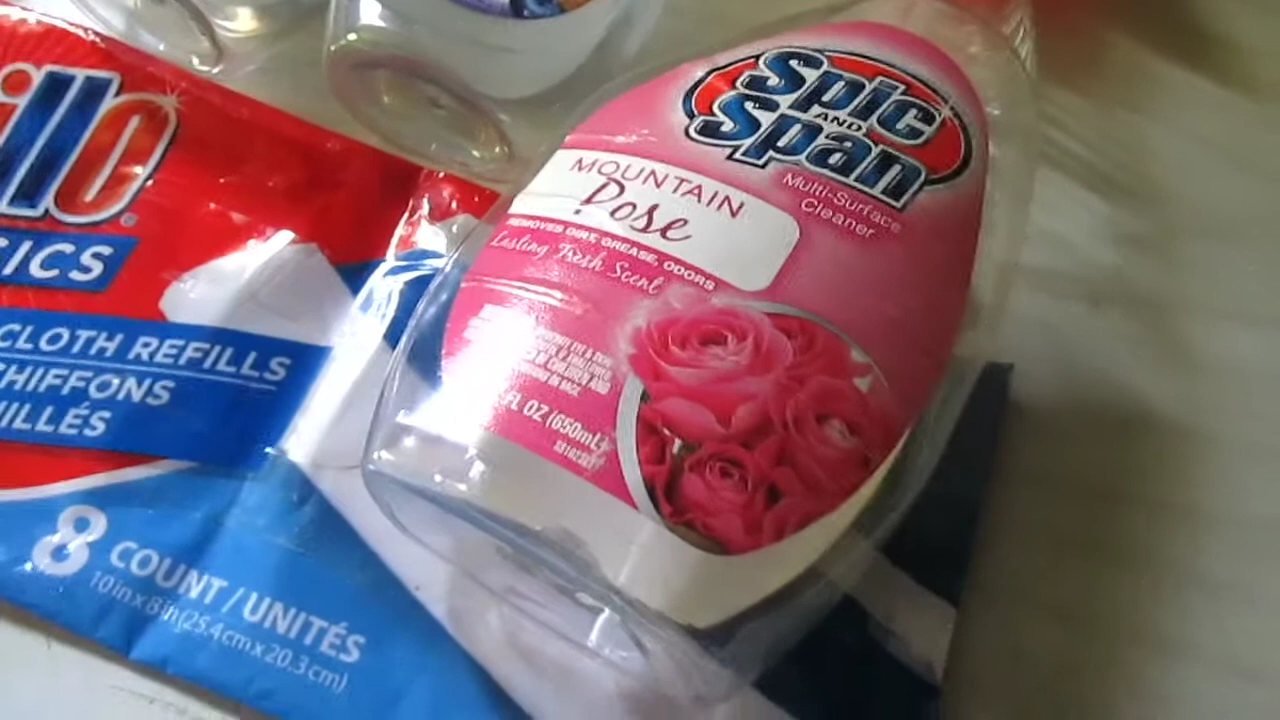 illo
SICS
CLOTH REFILLS
CHIFFONS
UILLÉS
8 COUNT / UNITÉS
10 in x 8 in (25.4 cm x 20.3 cm)
Spic
AND
Span
Multi-Surface
Cleaner
MOUNTAIN
Rose
REMOVES DIRT, GREASE, ODORS
Lasting Fresh Scent
FL OZ (650mL)